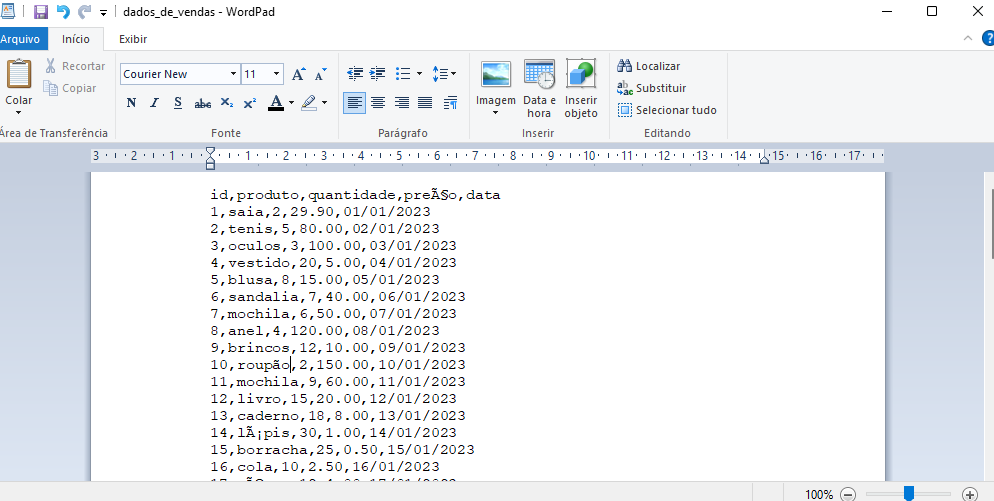 dados_de_vendas - WordPad
Arquivo Início Exibir
Colar
Recortar
Copiar
Área de Transferência
Courier New 11
N I S abc X₂ X² A
Fonte
Parágrafo
Imagem
Data e hora
Inserir objeto
Inserir
Localizar
Substituir
Selecionar tudo
Editando
3 2 1 1 2 3 4 5 6 7 8 9 10 11 12 13 14 15 16 17
id,produto,quantidade,preÃ§o,data
1,saia,2,29.90,01/01/2023
2,tenis,5,80.00,02/01/2023
3,oculos,3,100.00,03/01/2023
4,vestido,20,5.00,04/01/2023
5,blusa,8,15.00,05/01/2023
6,sandalia,7,40.00,06/01/2023
7,mochila,6,50.00,07/01/2023
8,anel,4,120.00,08/01/2023
9,brincos,12,10.00,09/01/2023
10,roupão,2,150.00,10/01/2023
11,mochila,9,60.00,11/01/2023
12,livro,15,20.00,12/01/2023
13,caderno,18,8.00,13/01/2023
14,lÃ¡pis,30,1.00,14/01/2023
15,borracha,25,0.50,15/01/2023
16,cola,10,2.50,16/01/2023
100%